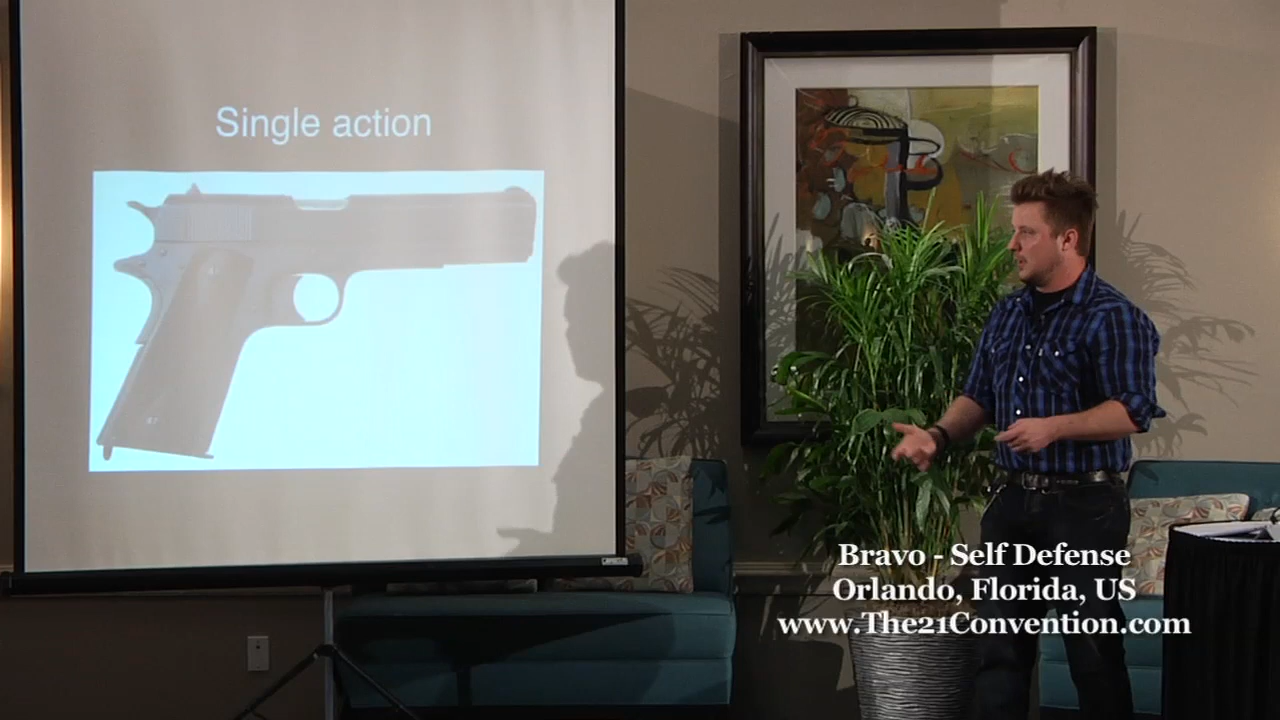 Single action
Bravo - Self Defense
Orlando, Florida, US
www.The21Convention.com